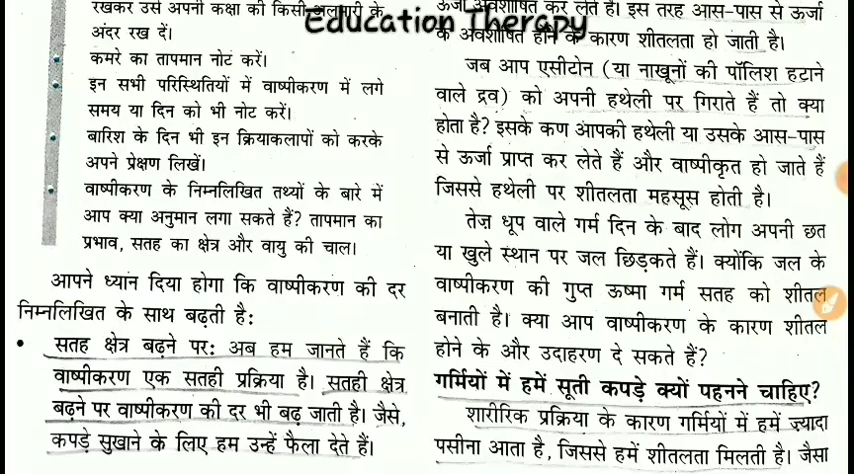 Education Therapy
रखकर उसे अपनी कक्षा की किसी अलमारी के
अंदर रख दें।
कमरे का तापमान नोट करें।
इन सभी परिस्थितियों में वाष्पीकरण में लगे
समय या दिन को भी नोट करें।
बारिश के दिन भी इन क्रियाकलापों को करके
अपने प्रेक्षण लिखें।
वाष्पीकरण के निम्नलिखित तथ्यों के बारे में
आप क्या अनुमान लगा सकते हैं? तापमान का
प्रभाव, सतह का क्षेत्र और वायु की चाल।
आपने ध्यान दिया होगा कि वाष्पीकरण की दर
निम्नलिखित के साथ बढ़ती है:
• सतह क्षेत्र बढ़ने पर: अब हम जानते हैं कि
वाष्पीकरण एक सतही प्रक्रिया है। सतही क्षेत्र
बढ़ने पर वाष्पीकरण की दर भी बढ़ जाती है। जैसे,
कपड़े सुखाने के लिए हम उन्हें फैला देते हैं।
ऊर्जा अवशोषित कर लेते हैं। इस तरह आस-पास से ऊर्जा
के अवशोषित होने के कारण शीतलता हो जाती है।
जब आप एसीटोन (या नाखूनों की पॉलिश हटाने
वाले द्रव) को अपनी हथेली पर गिराते हैं तो क्या
होता है? इसके कण आपकी हथेली या उसके आस-पास
से ऊर्जा प्राप्त कर लेते हैं और वाष्पीकृत हो जाते हैं
जिससे हथेली पर शीतलता महसूस होती है।
तेज़ धूप वाले गर्म दिन के बाद लोग अपनी छत
या खुले स्थान पर जल छिड़कते हैं। क्योंकि जल के
वाष्पीकरण की गुप्त ऊष्मा गर्म सतह को शीतल
बनाती है। क्या आप वाष्पीकरण के कारण शीतल
होने के और उदाहरण दे सकते हैं?
गर्मियों में हमें सूती कपड़े क्यों पहनने चाहिए?
शारीरिक प्रक्रिया के कारण गर्मियों में हमें ज्यादा
पसीना आता है, जिससे हमें शीतलता मिलती है। जैसा